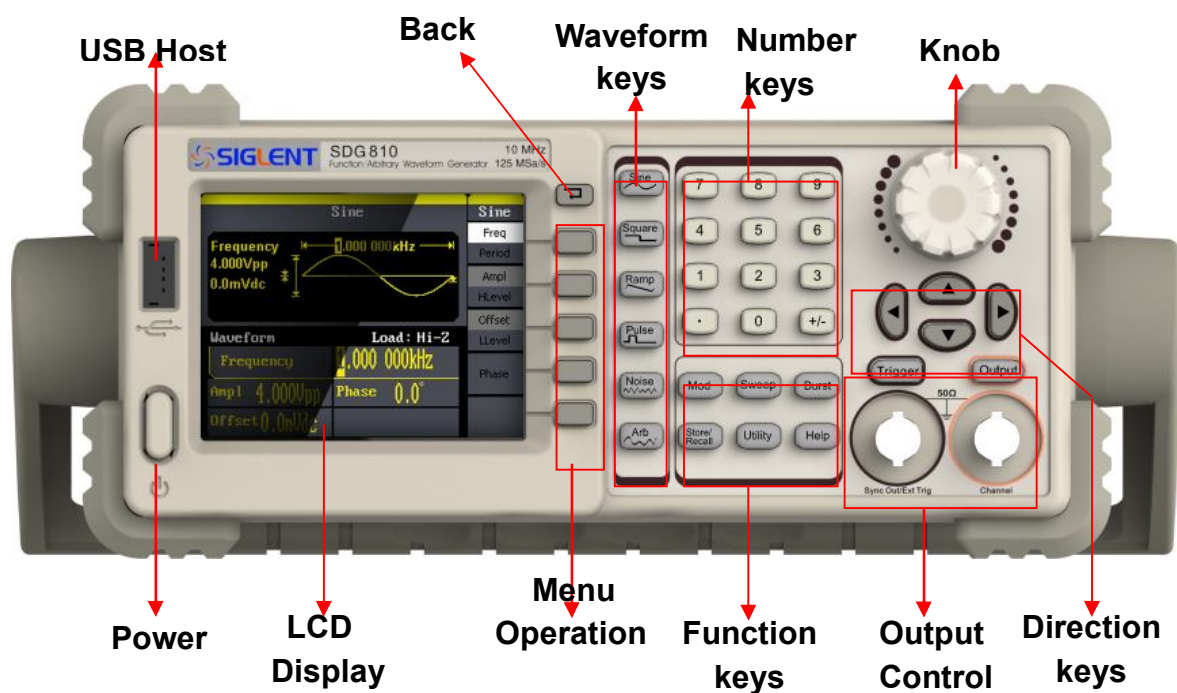 USB Host
Back
Waveform
keys
Number
keys
Knob
SIGLENT
SDG 810
10 MHz
Function/Arbitrary Waveform Generator
125 MSa/s
Sine
Sine
Freq
Period
Ampl
HLevel
Offset
LLevel
Phase
Frequency
1.000 000kHz
4.000Vpp
0.0mVdc
Waveform
Load: Hi-Z
Frequency
1.000 000kHz
Ampl 4.000Vpp
Phase 0.0°
Offset 0.0mVdc
Sine
Square
Ramp
Pulse
Noise
Arb
7
8
9
4
5
6
1
2
3
·
0
+/-
Mod
Sweep
Burst
Store/
Recall
Utility
Help
Trigger
Output
50Ω
Sync Out/Ext Trig
Channel
Power
LCD
Display
Menu
Operation
Function
keys
Output
Control
Direction
keys